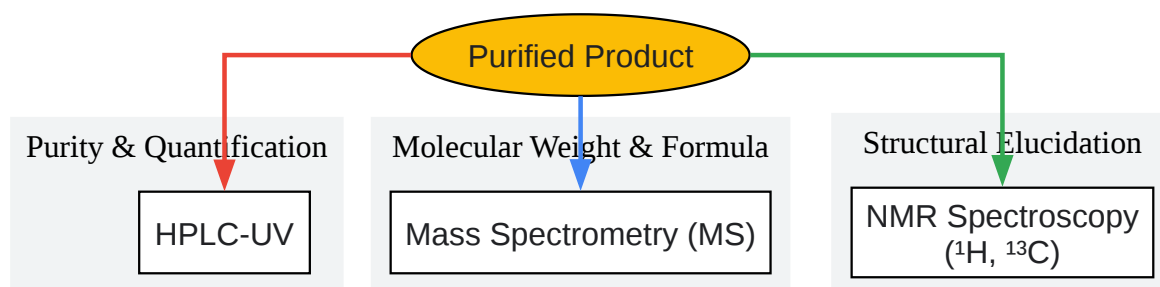 Purified Product
Purity & Quantification
Molecular Weight & Formula
Structural Elucidation
HPLC-UV
Mass Spectrometry (MS)
NMR Spectroscopy
(¹H, ¹³C)